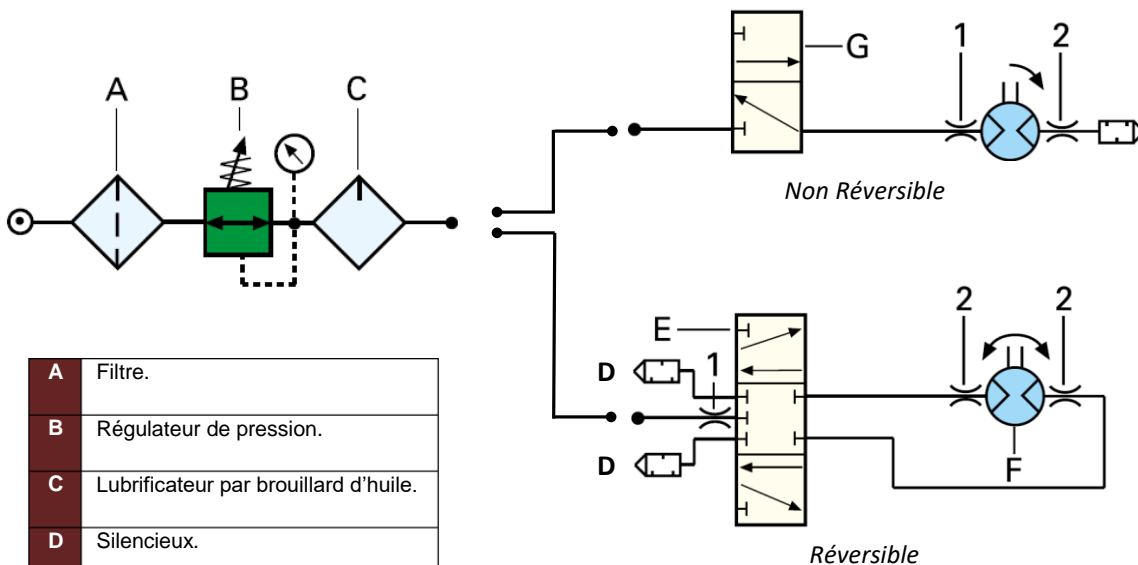 A
B
C
G
1
2
Non Réversible
E
D
1
D
2
2
F
Réversible
A Filtre.
B Régulateur de pression.
C Lubrificateur par brouillard d’huile.
D Silencieux.